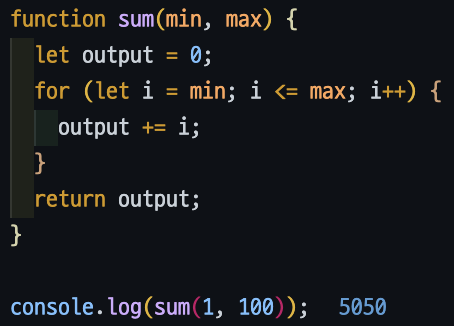 function sum(min, max) {
let output = 0;
for (let i = min; i <= max; i++) {
output += i;
}
return output;
}
console.log(sum(1, 100)); 5050